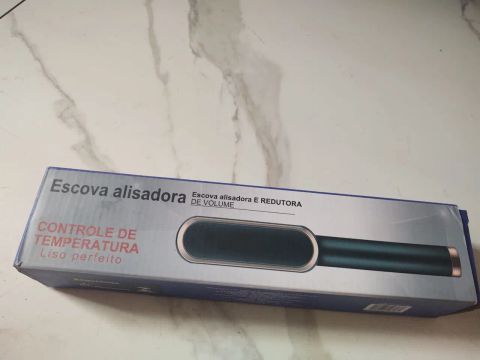 Escova alisadora
Escova alisadora E REDUTORA
DE VOLUME
CONTROLE DE
TEMPERATURA
Liso perfeito